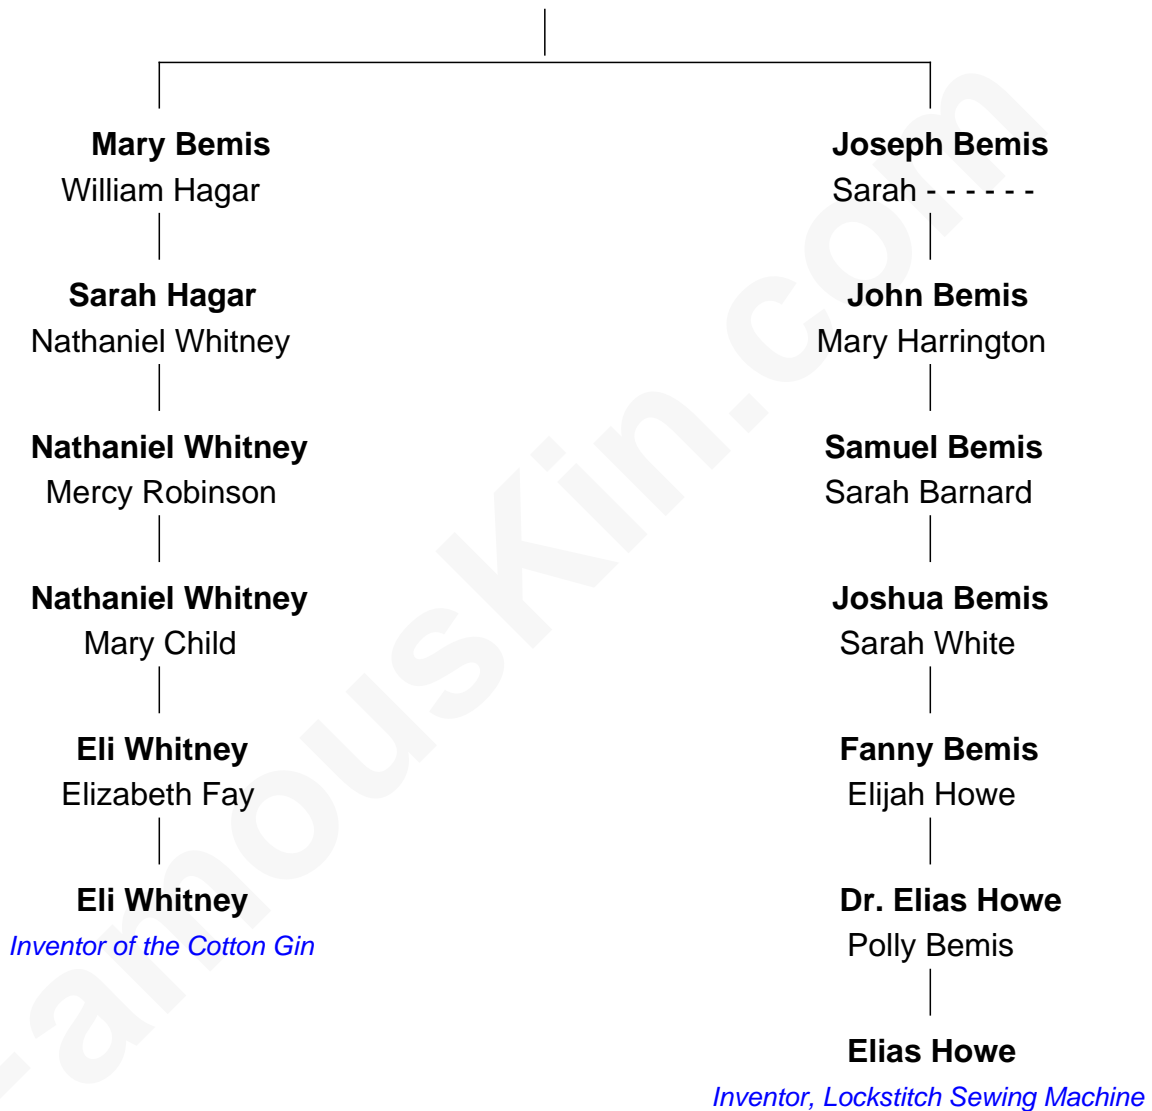 Mary Bemis
William Hagar
Sarah Hagar
Nathaniel Whitney
Nathaniel Whitney
Mercy Robinson
Nathaniel Whitney
Mary Child
Eli Whitney
Elizabeth Fay
Eli Whitney
Inventor of the Cotton Gin
Joseph Bemis
Sarah - - - - - -
John Bemis
Mary Harrington
Samuel Bemis
Sarah Barnard
Joshua Bemis
Sarah White
Fanny Bemis
Elijah Howe
Dr. Elias Howe
Polly Bemis
Elias Howe
Inventor, Lockstitch Sewing Machine
FamousKin.com